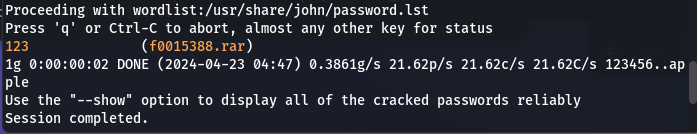 Proceeding with wordlist:/usr/share/john/password.lst
Press 'q' or Ctrl-C to abort, almost any other key for status
123              (f0015388.rar)
1g 0:00:00:02 DONE (2024-04-23 04:47) 0.3861g/s 21.62p/s 21.62c/s 21.62C/s 123456..ap
ple
Use the "--show" option to display all of the cracked passwords reliably
Session completed.